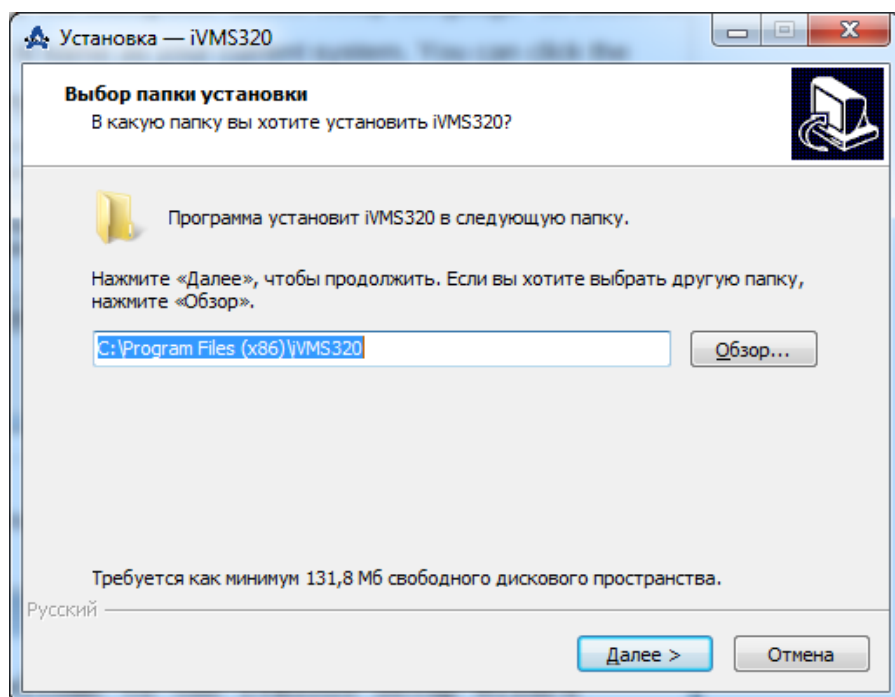 Установка — iVMS320
Выбор папки установки
В какую папку вы хотите установить iVMS320?
Программа установит iVMS320 в следующую папку.
Нажмите «Далее», чтобы продолжить. Если вы хотите выбрать другую папку,
нажмите «Обзор».
C:\Program Files (x86)\iVMS320
Обзор...
Требуется как минимум 131,8 Мб свободного дискового пространства.
Русский
Далее >
Отмена